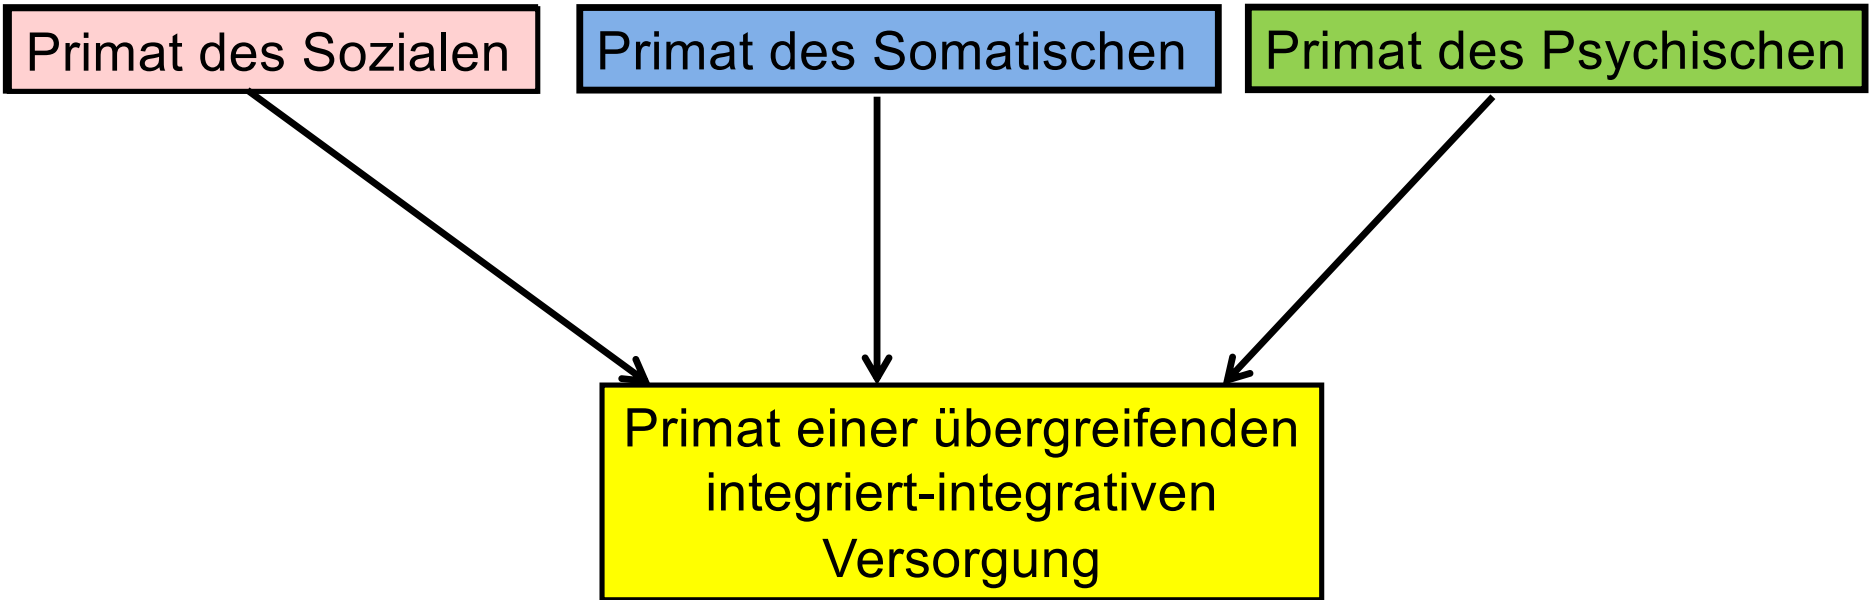 Primat des Sozialen
Primat des Somatischen
Primat des Psychischen
Primat einer übergreifenden
integriert-integrativen
Versorgung